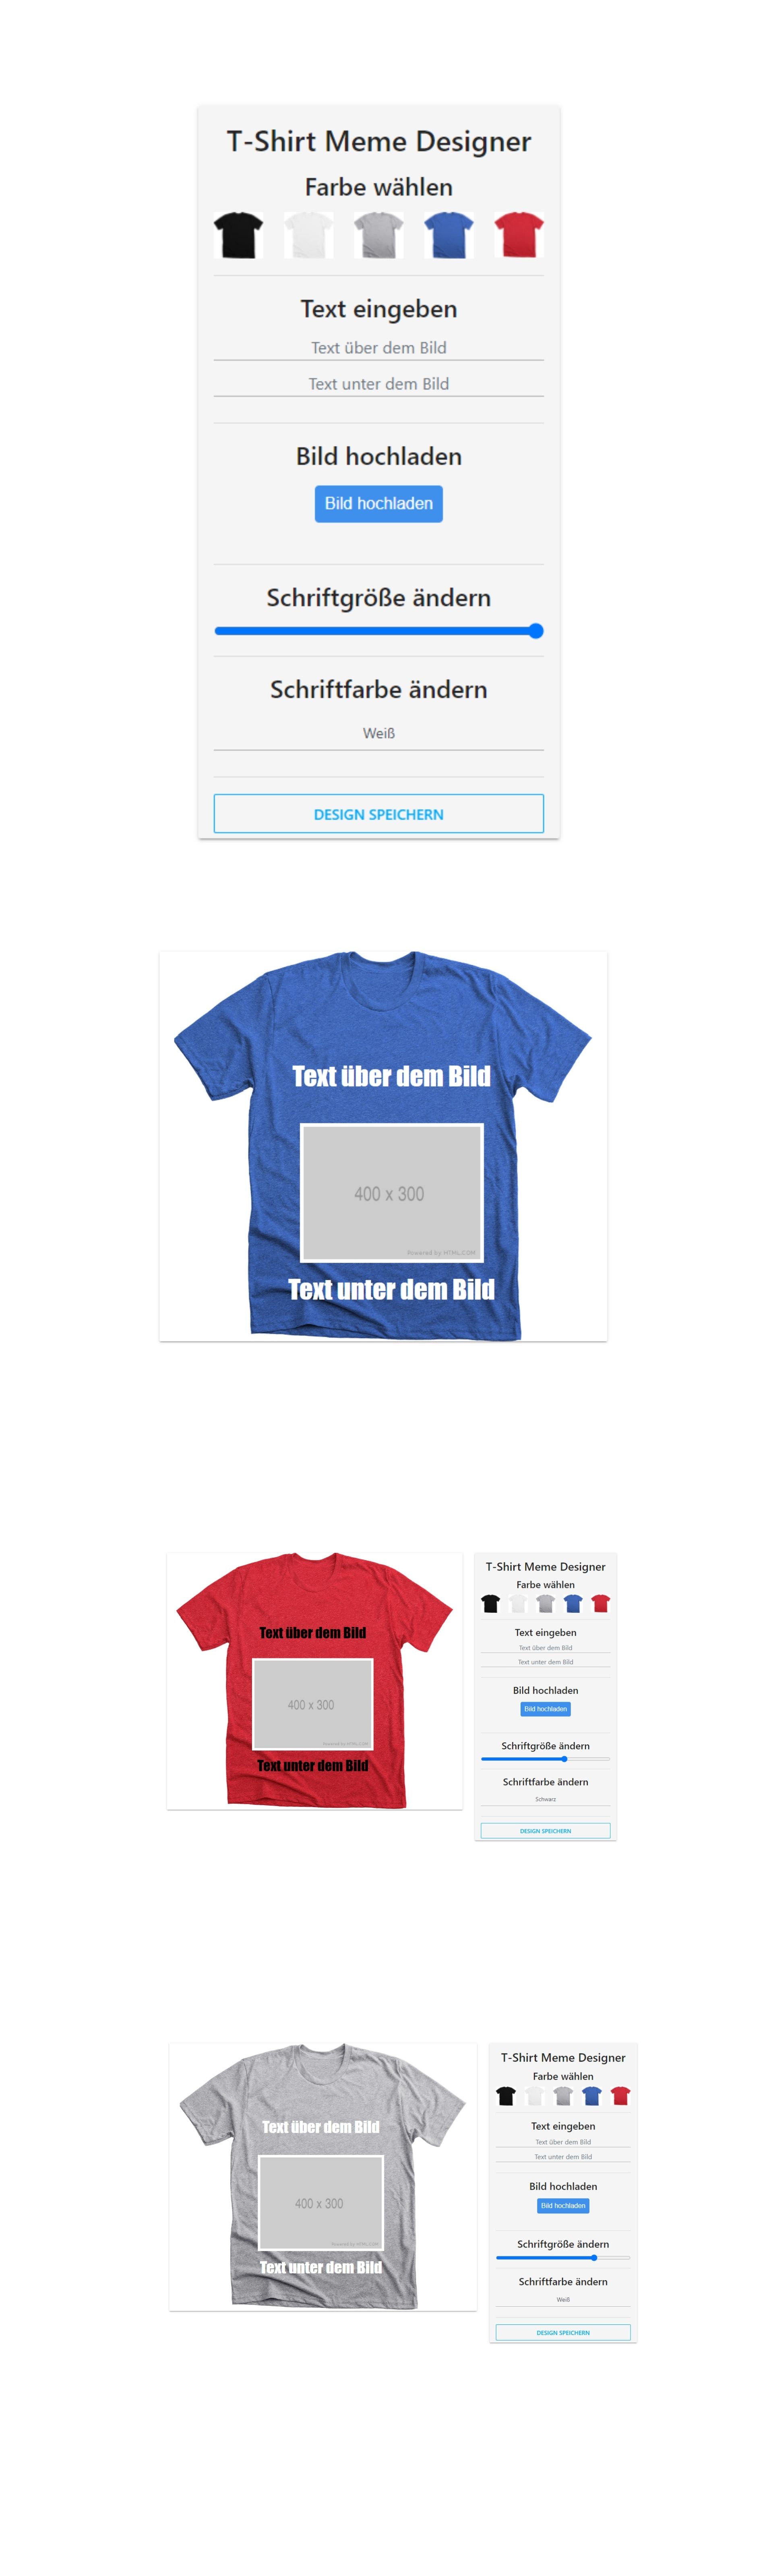 T-Shirt Meme Designer
Farbe wählen
Text eingeben
Text über dem Bild
Text unter dem Bild
Bild hochladen
Bild hochladen
Schriftgröße ändern
Schriftfarbe ändern
Weiß
DESIGN SPEICHERN
Text über dem Bild
400 x 300
Powered by HTML.COM
Text unter dem Bild
Text über dem Bild
400 x 300
Powered by HTML.COM
Text unter dem Bild
T-Shirt Meme Designer
Farbe wählen
Text eingeben
Text über dem Bild
Text unter dem Bild
Bild hochladen
Bild hochladen
Schriftgröße ändern
Schriftfarbe ändern
Schwarz
DESIGN SPEICHERN
Text über dem Bild
400 x 300
Powered by HTML.COM
Text unter dem Bild
T-Shirt Meme Designer
Farbe wählen
Text eingeben
Text über dem Bild
Text unter dem Bild
Bild hochladen
Bild hochladen
Schriftgröße ändern
Schriftfarbe ändern
Weiß
DESIGN SPEICHERN